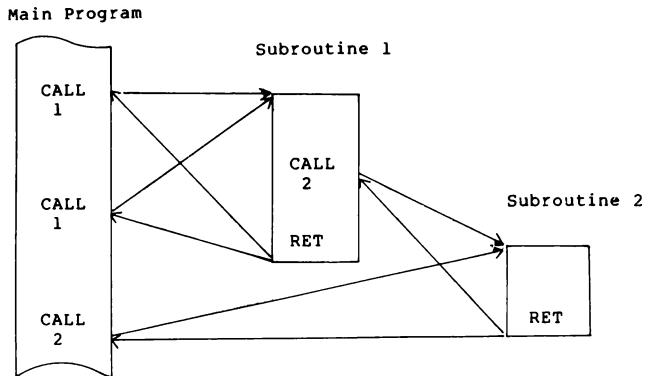 Main Program
Subroutine 1
CALL
1
CALL
2
RET
CALL
1
Subroutine 2
CALL
2
RET